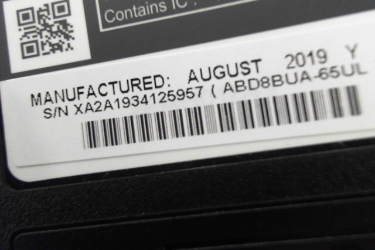 Contains IC
MANUFACTURED: AUGUST 2019 Y
S/N XA2A1934125957 ( ABD8BUA-65UL